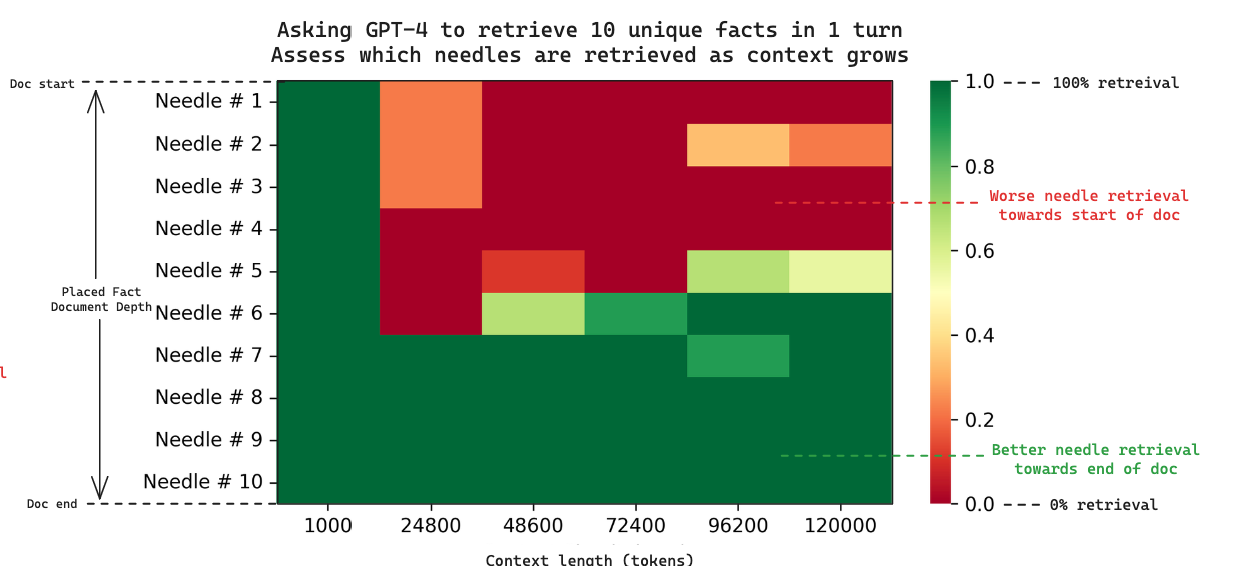 Asking GPT-4 to retrieve 10 unique facts in 1 turn
Assess which needles are retrieved as context grows
Doc start
Needle # 1
Needle # 2
Needle # 3
Needle # 4
Needle # 5
Placed Fact
Document Depth
Needle # 6
Needle # 7
Needle # 8
Needle # 9
Needle # 10
Doc end
1000 24800 48600 72400 96200 120000
Context length (tokens)
1.0 100% retreival
0.8
Worse needle retrieval
towards start of doc
0.6
0.4
0.2
Better needle retrieval
towards end of doc
0.0 0% retrieval